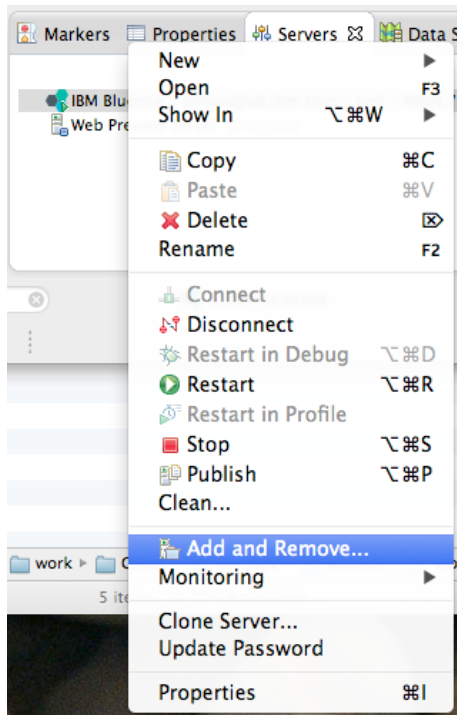 Markers Properties Servers Data S
New
Open F3
Show In ⌥⌘W
IBM Blu
Web Pre
Copy ⌘C
Paste ⌘V
Delete ⌦
Rename F2
Connect
Disconnect
Restart in Debug ⌥⌘D
Restart ⌥⌘R
Restart in Profile
Stop ⌥⌘S
Publish ⌥⌘P
Clean...
Add and Remove...
work
Monitoring
5 ite
Clone Server...
Update Password
Properties ⌘I